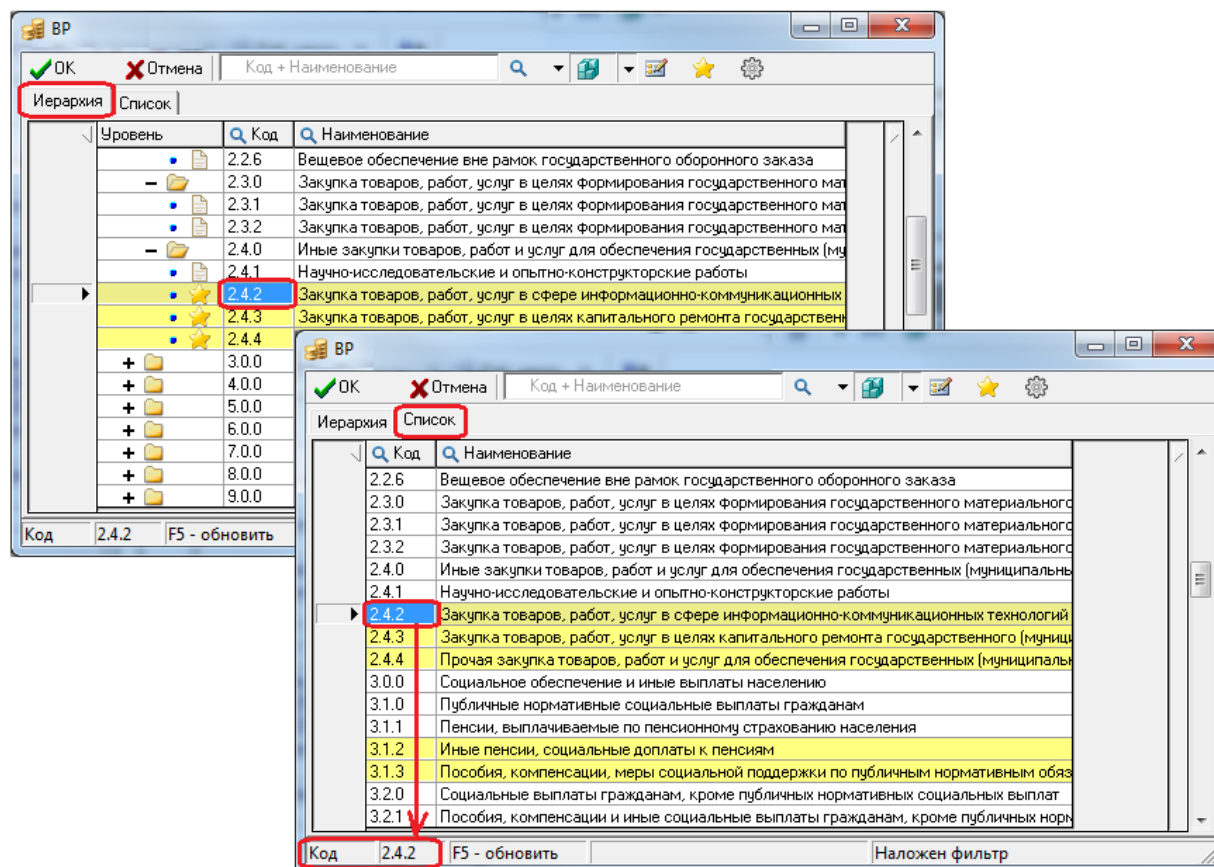 ВР
ОК Отмена Код + Наименование
Иерархия Список
Уровень Код Наименование
2.2.6 Вещевое обеспечение вне рамок государственного оборонного заказа
2.3.0 Закупка товаров, работ, услуг в целях формирования государственного мат
2.3.1 Закупка товаров, работ, услуг в целях формирования государственного мат
2.3.2 Закупка товаров, работ, услуг в целях формирования государственного мат
2.4.0 Иные закупки товаров, работ и услуг для обеспечения государственных (му
2.4.1 Научно-исследовательские и опытно-конструкторские работы
2.4.2 Закупка товаров, работ, услуг в сфере информационно-коммуникационных
2.4.3 Закупка товаров, работ, услуг в целях капитального ремонта государствен
2.4.4
3.0.0
4.0.0
5.0.0
6.0.0
7.0.0
8.0.0
9.0.0
Код 2.4.2 F5 - обновить
ВР
ОК Отмена Код + Наименование
Иерархия Список
Код Наименование
2.2.6 Вещевое обеспечение вне рамок государственного оборонного заказа
2.3.0 Закупка товаров, работ, услуг в целях формирования государственного материального
2.3.1 Закупка товаров, работ, услуг в целях формирования государственного материального
2.3.2 Закупка товаров, работ, услуг в целях формирования государственного материального
2.4.0 Иные закупки товаров, работ и услуг для обеспечения государственных (муниципальнь
2.4.1 Научно-исследовательские и опытно-конструкторские работы
2.4.2 Закупка товаров, работ, услуг в сфере информационно-коммуникационных технологий
2.4.3 Закупка товаров, работ, услуг в целях капитального ремонта государственного (муници
2.4.4 Прочая закупка товаров, работ и услуг для обеспечения государственных (муниципальн
3.0.0 Социальное обеспечение и иные выплаты населению
3.1.0 Публичные нормативные социальные выплаты гражданам
3.1.1 Пенсии, выплачиваемые по пенсионному страхованию населения
3.1.2 Иные пенсии, социальные доплаты к пенсиям
3.1.3 Пособия, компенсации, меры социальной поддержки по публичным нормативным обяз
3.2.0 Социальные выплаты гражданам, кроме публичных нормативных социальных выплат
3.2.1 Пособия, компенсации и иные социальные выплаты гражданам, кроме публичных норм
Код 2.4.2 F5 - обновить Наложен фильтр